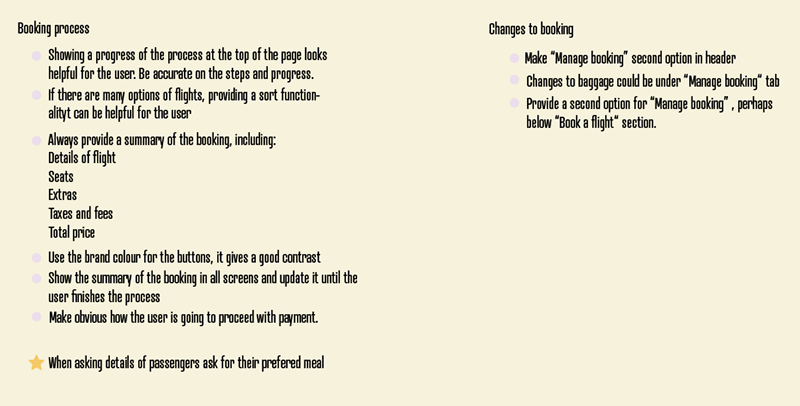 Booking process
Showing a progress of the process at the top of the page looks
helpful for the user. Be accurate on the steps and progress.
If there are many options of flights, providing a sort function-
alityt can be helpful for the user
Always provide a summary of the booking, including:
Details of flight
Seats
Extras
Taxes and fees
Total price
Use the brand colour for the buttons, it gives a good contrast
Show the summary of the booking in all screens and update it until the
user finishes the process
Make obvious how the user is going to proceed with payment.
When asking details of passengers ask for their prefered meal
Changes to booking
Make “Manage booking” second option in header
Changes to baggage could be under “Manage booking“ tab
Provide a second option for “Manage booking” , perhaps
below “Book a flight“ section.